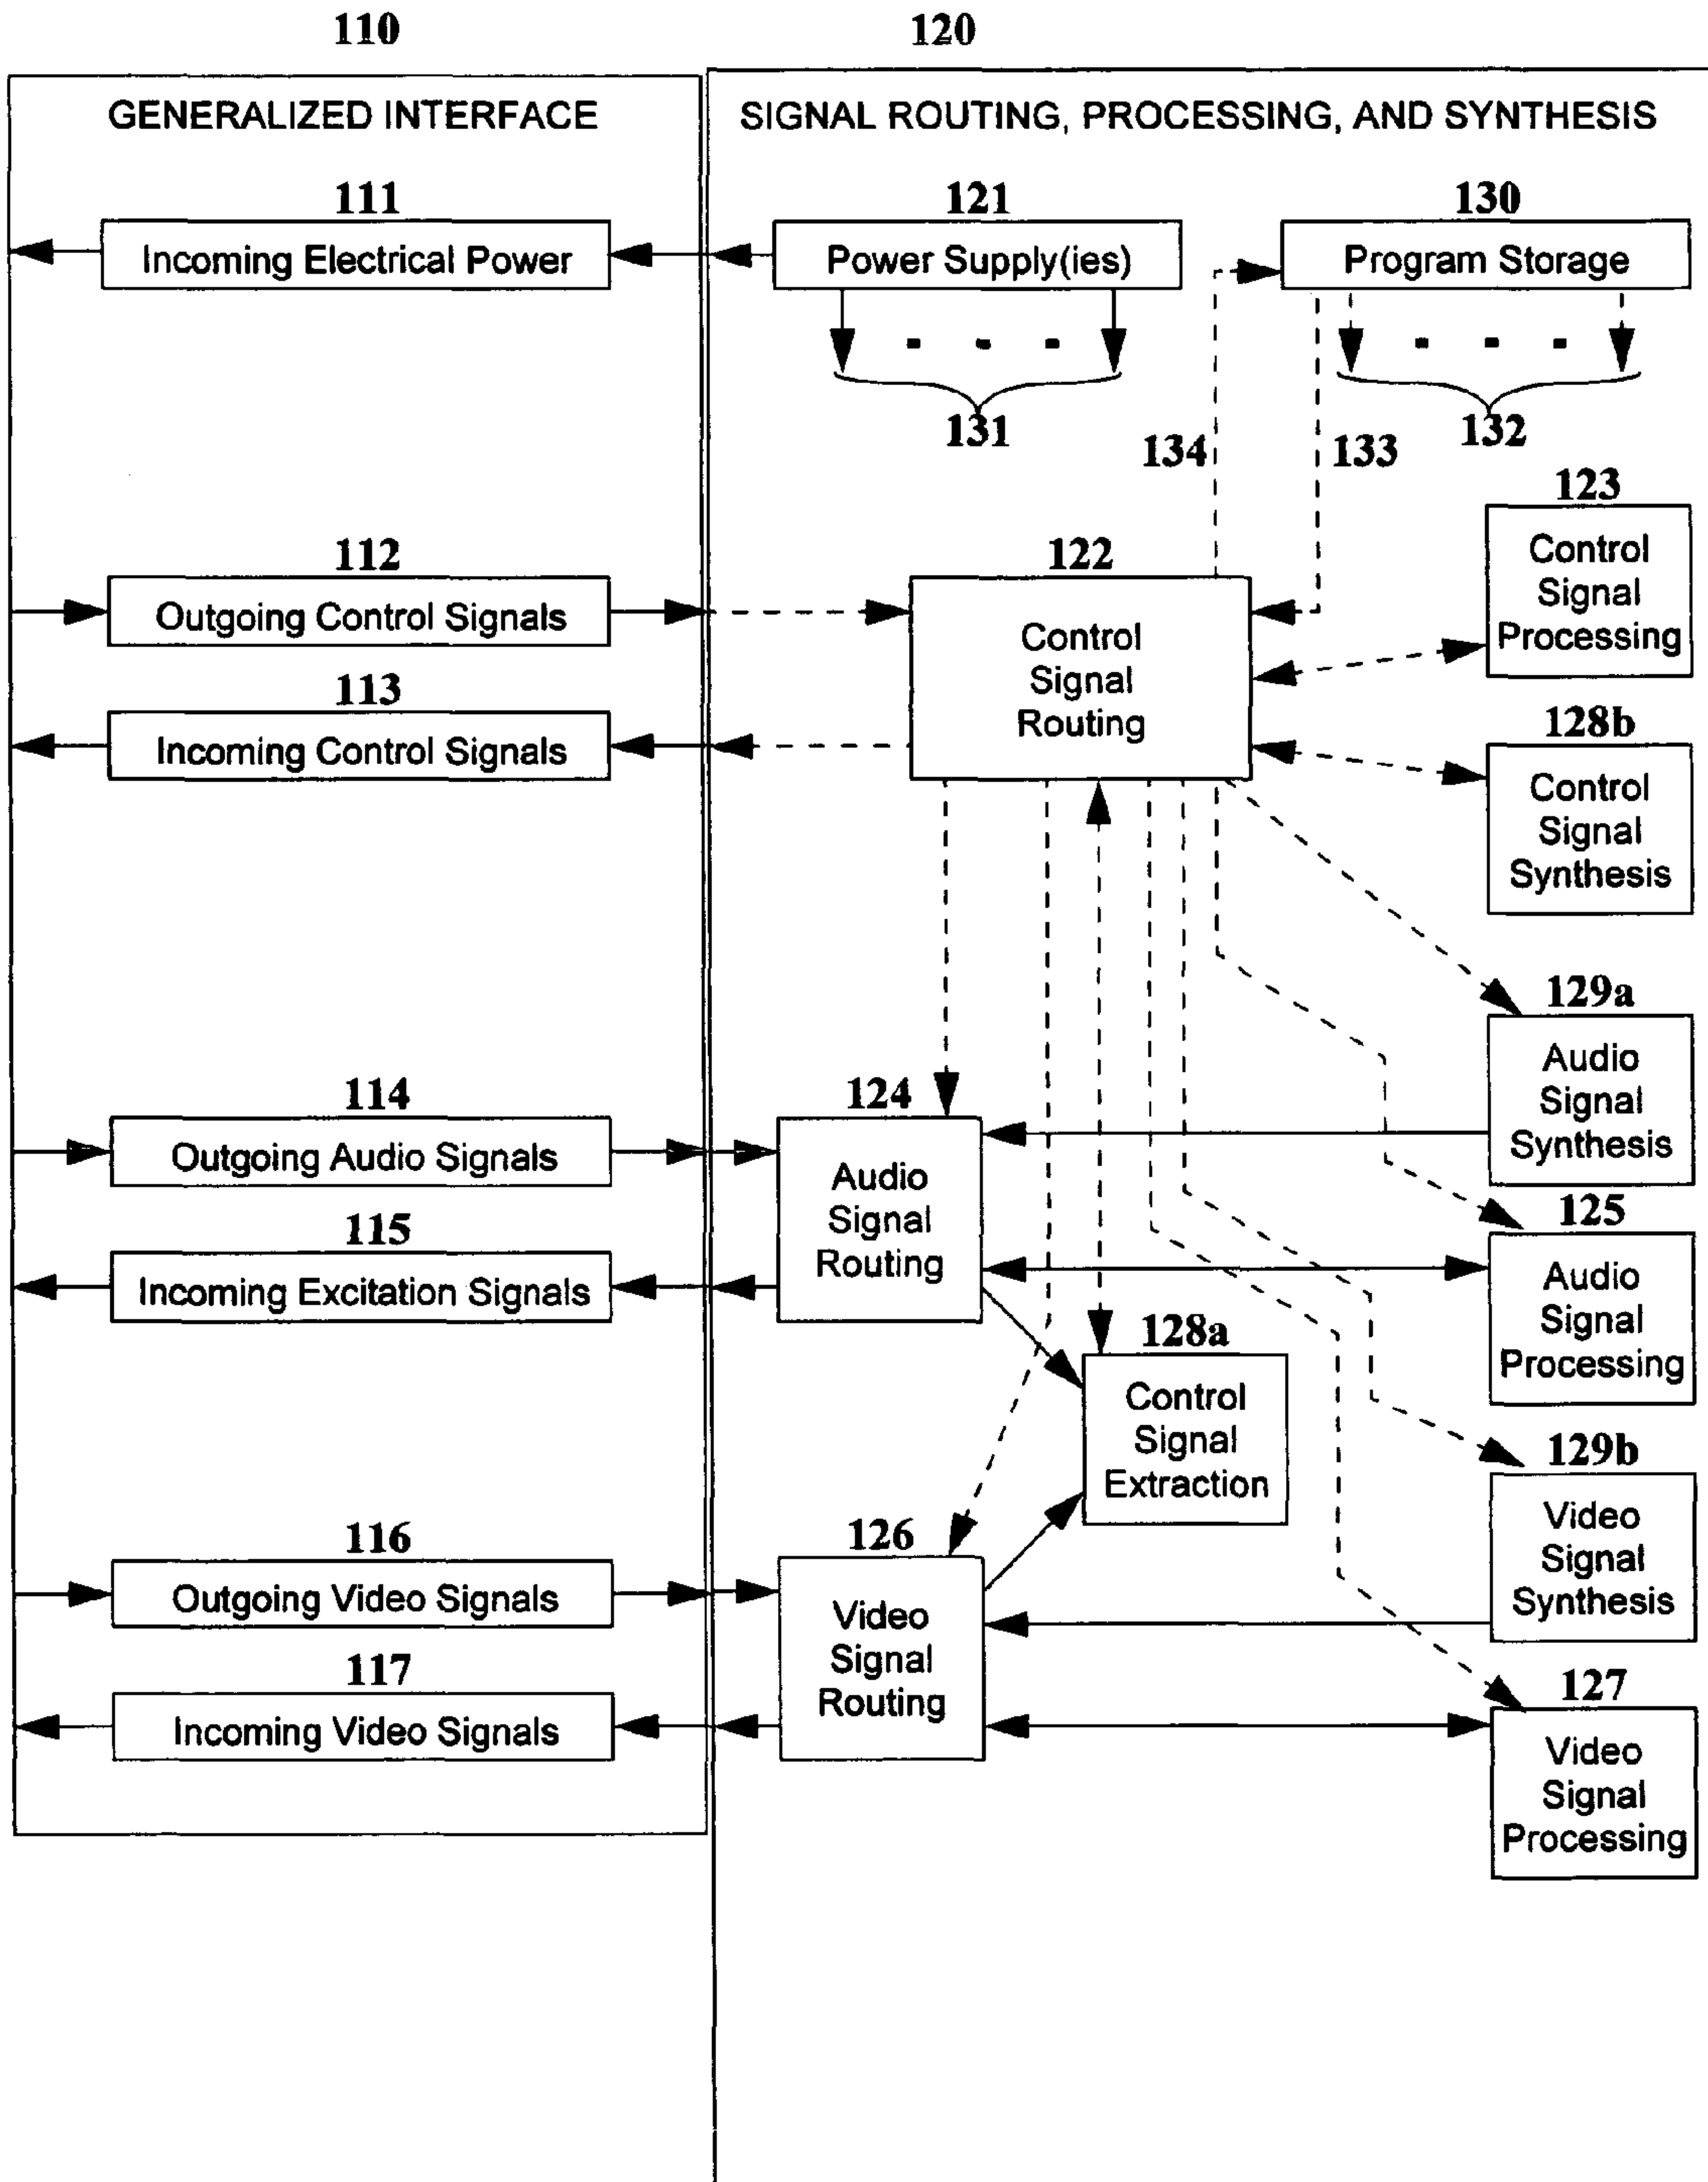 110
120
GENERALIZED INTERFACE
SIGNAL ROUTING, PROCESSING, AND SYNTHESIS
111
Incoming Electrical Power
121
Power Supply(ies)
130
Program Storage
131
132
134
133
123
Control
Signal
Processing
112
Outgoing Control Signals
122
Control
Signal
Routing
113
Incoming Control Signals
128b
Control
Signal
Synthesis
129a
Audio
Signal
Synthesis
114
Outgoing Audio Signals
124
Audio
Signal
Routing
115
Incoming Excitation Signals
125
Audio
Signal
Processing
128a
Control
Signal
Extraction
129b
Video
Signal
Synthesis
116
Outgoing Video Signals
126
Video
Signal
Routing
117
Incoming Video Signals
127
Video
Signal
Processing